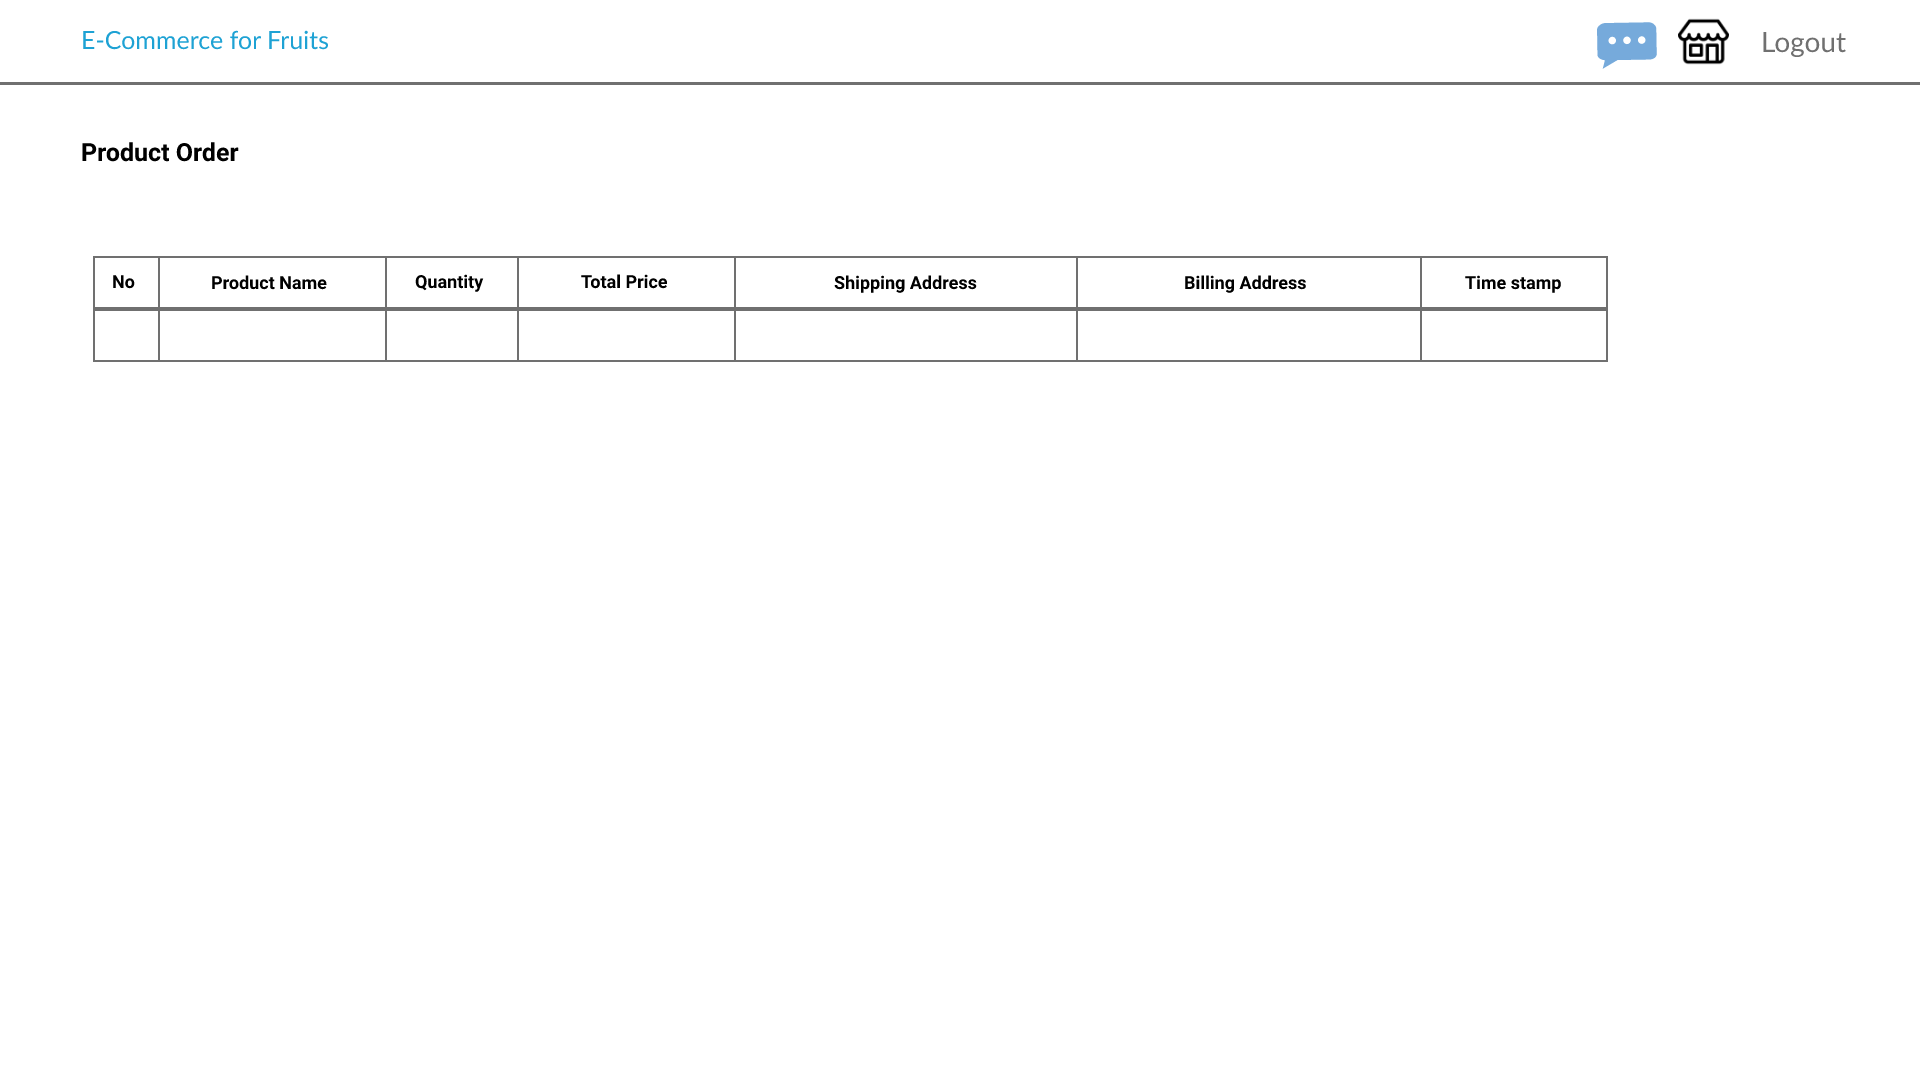 E-Commerce for Fruits
Logout
Product Order
No Product Name Quantity Total Price Shipping Address Billing Address Time stamp